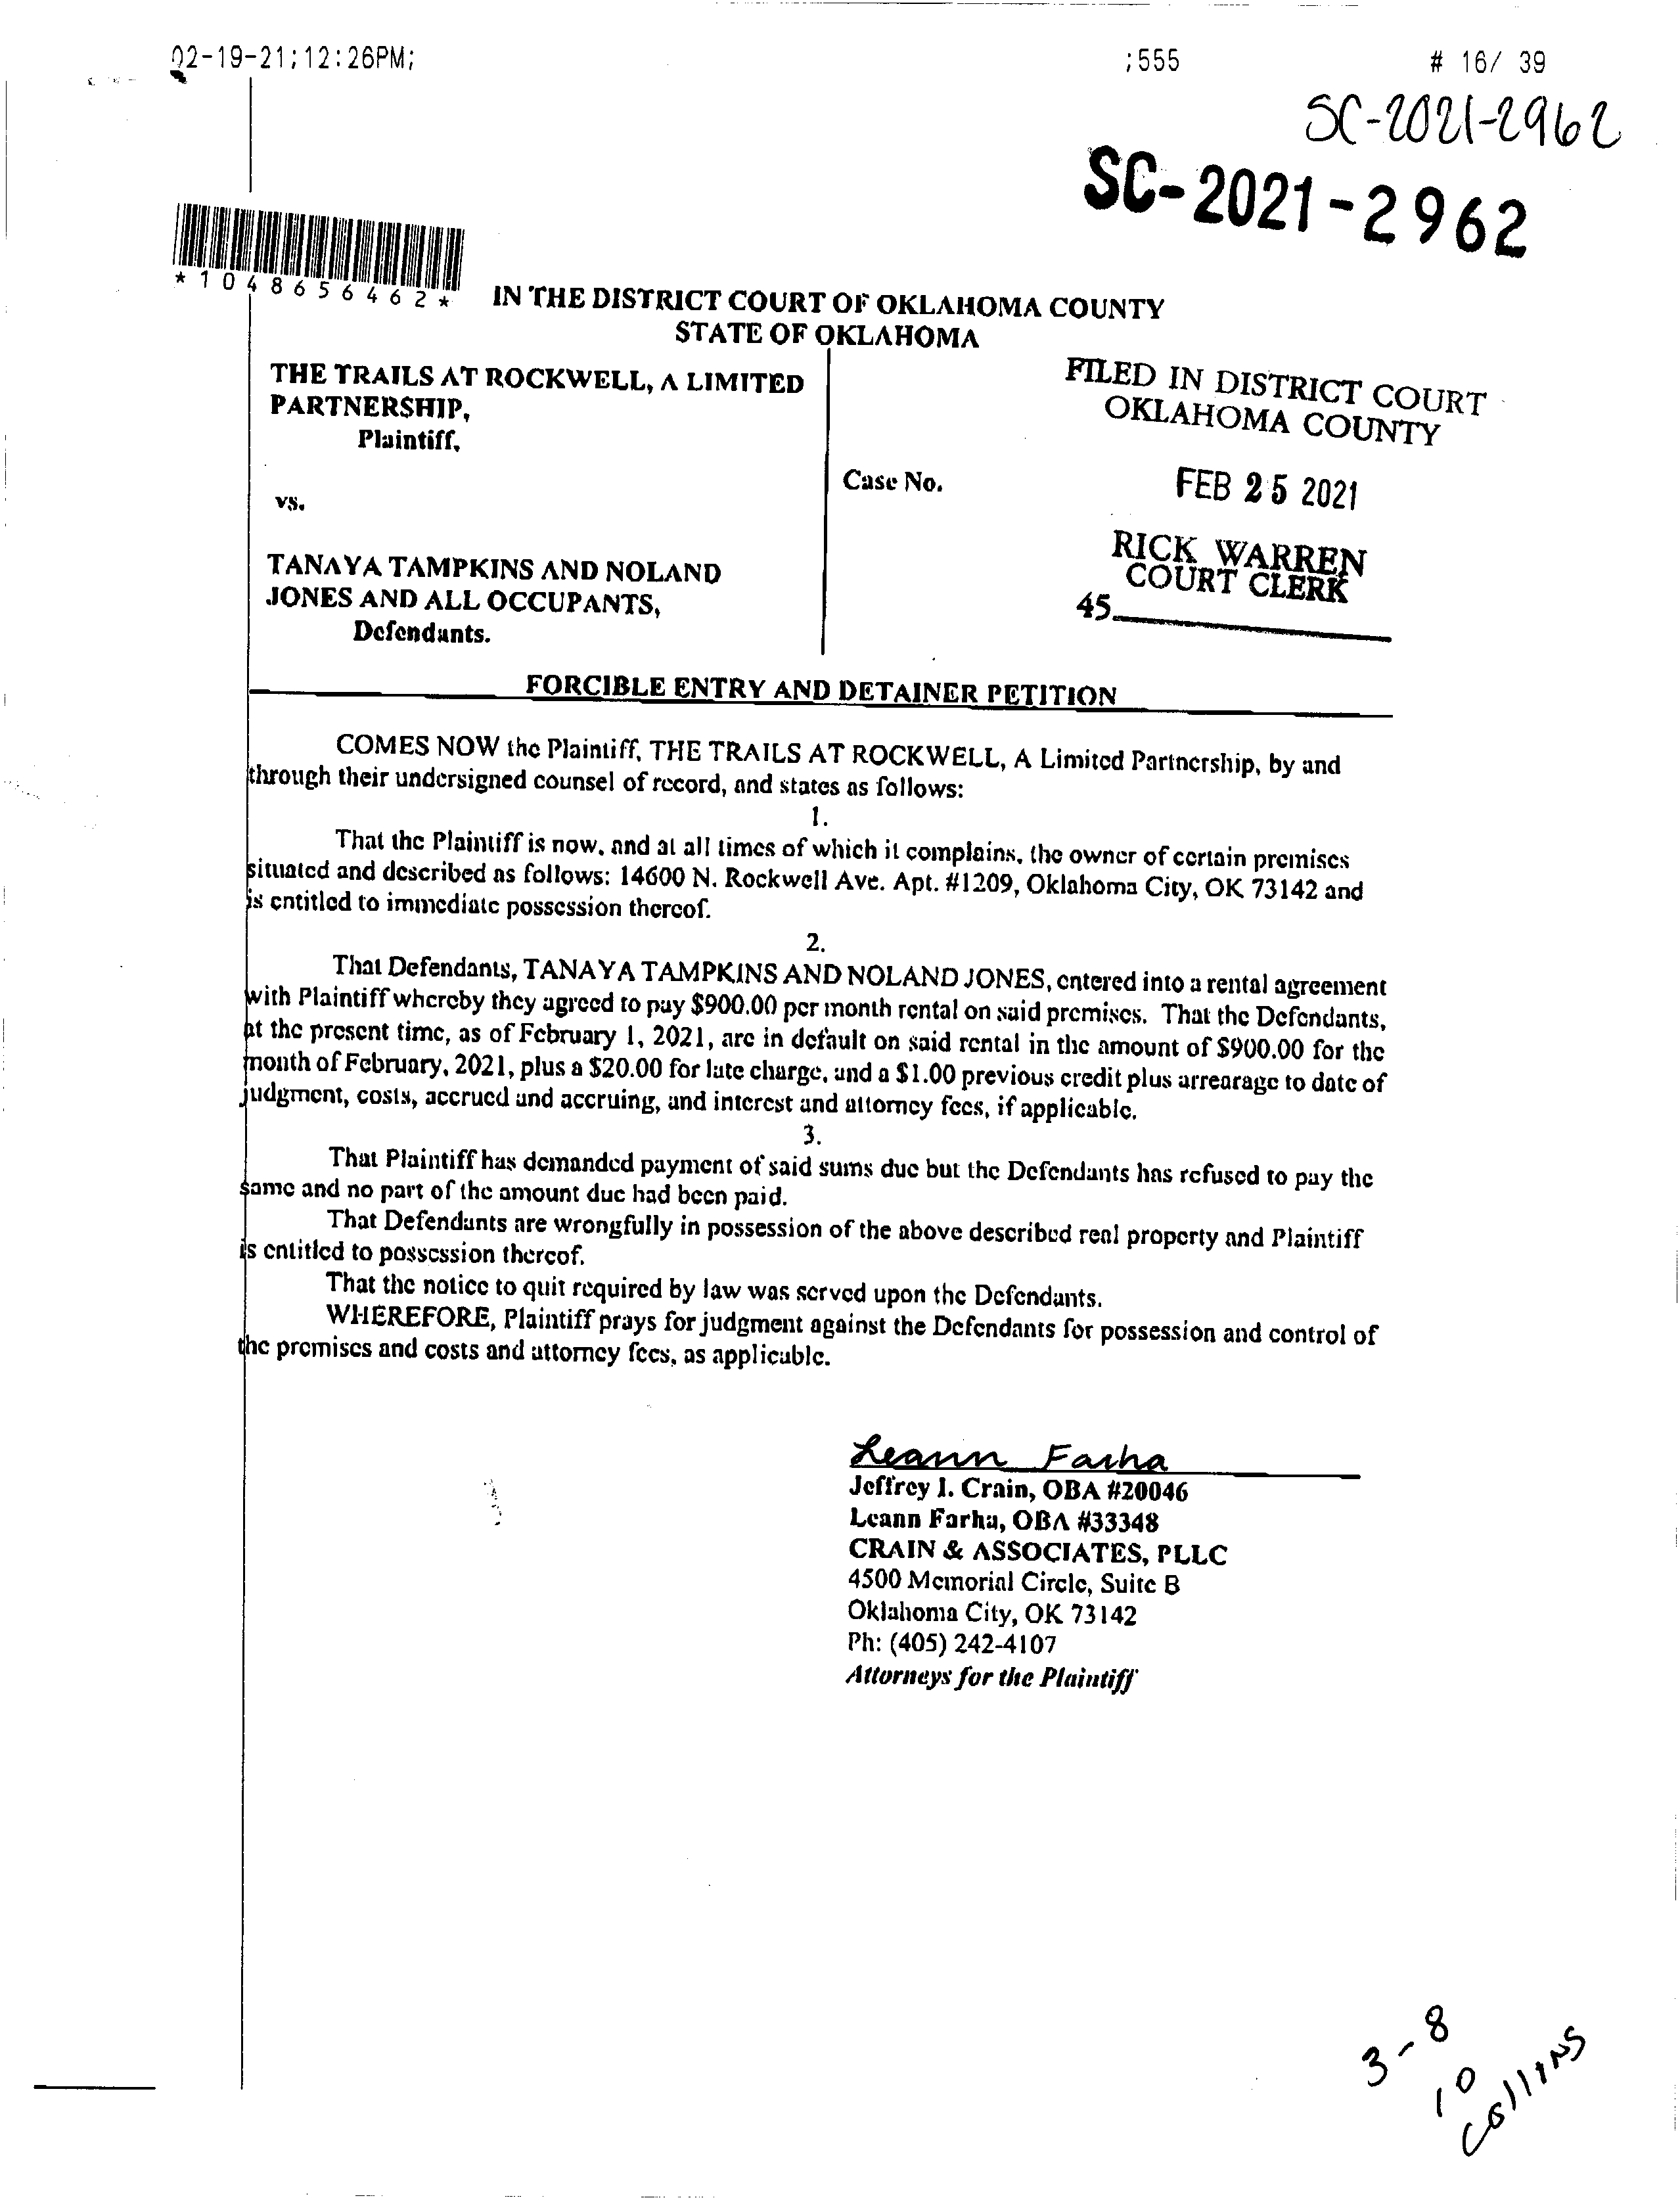 02-19-21;12:26PM; ;555 # 16/ 39
SC-2021-2962
SC-2021-2962
*1048656462*
IN THE DISTRICT COURT OF OKLAHOMA COUNTY
STATE OF OKLAHOMA
THE TRAILS AT ROCKWELL, A LIMITED
PARTNERSHIP,
Plaintiff,
vs.
TANAYA TAMPKINS AND NOLAND
JONES AND ALL OCCUPANTS,
Defendants.
Case No.
FILED IN DISTRICT COURT
OKLAHOMA COUNTY
FEB 25 2021
RICK WARREN
COURT CLERK
45
FORCIBLE ENTRY AND DETAINER PETITION
COMES NOW the Plaintiff, THE TRAILS AT ROCKWELL, A Limited Partnership, by and
through their undersigned counsel of record, and states as follows:
1.
That the Plaintiff is now, and at all times of which it complains, the owner of certain premises
situated and described as follows: 14600 N. Rockwell Ave. Apt. #1209, Oklahoma City, OK 73142 and
is entitled to immediate possession thereof.
2.
That Defendants, TANAYA TAMPKINS AND NOLAND JONES, entered into a rental agreement
with Plaintiff whereby they agreed to pay $900.00 per month rental on said premises. That the Defendants,
at the present time, as of February 1, 2021, are in default on said rental in the amount of $900.00 for the
month of February, 2021, plus a $20.00 for late charge, and a $1.00 previous credit plus arrearage to date of
judgment, costs, accrued and accruing, and interest and attorney fees, if applicable.
3.
That Plaintiff has demanded payment of said sums due but the Defendants has refused to pay the
same and no part of the amount due had been paid.
That Defendants are wrongfully in possession of the above described real property and Plaintiff
is entitled to possession thereof.
That the notice to quit required by law was served upon the Defendants.
WHEREFORE, Plaintiff prays for judgment against the Defendants for possession and control of
the premises and costs and attorney fees, as applicable.
Leann Farha
Jeffrey J. Crain, OBA #20046
Leann Farha, OBA #33348
CRAIN & ASSOCIATES, PLLC
4500 Memorial Circle, Suite B
Oklahoma City, OK 73142
Ph: (405) 242-4107
Attorneys for the Plaintiff
3-8
10
Collins